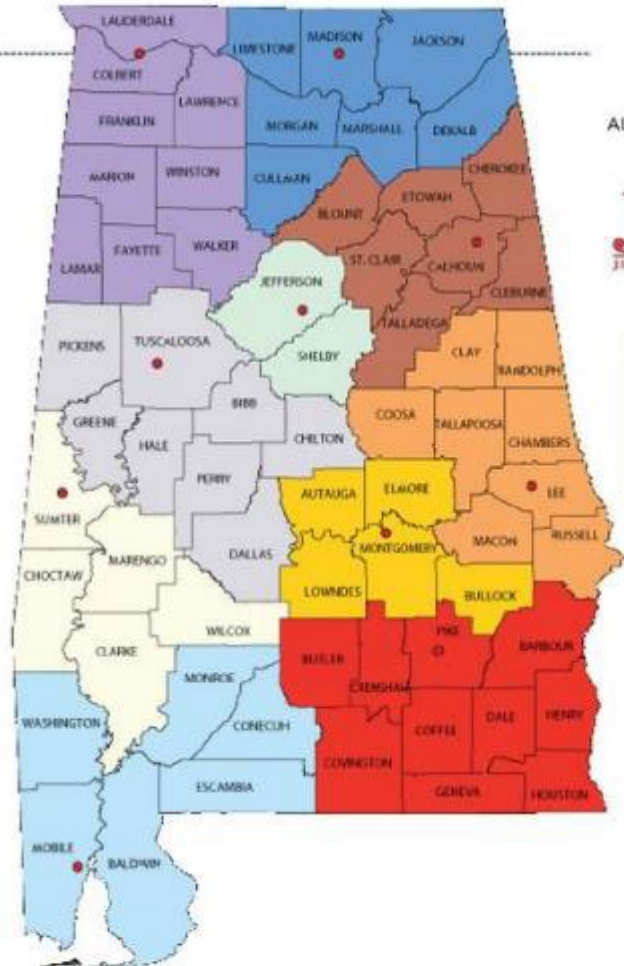 LAUDERDALE
LIMESTONE
MADISON
JACKSON
COLBERT
LAWRENCE
FRANKLIN
MORGAN
MARSHALL
DEKALB
MARION
WINSTON
CULLMAN
CHEROKEE
ETOWAH
BLOUNT
LAMAR
FAYETTE
WALKER
ST. CLAIR
CALHOUN
JEFFERSON
CLEBURNE
TALLADEGA
PICKENS
TUSCALOOSA
SHELBY
CLAY
RANDOLPH
BIBB
GREENE
HALE
CHILTON
COOSA
TALLAPOOSA
CHAMBERS
PERRY
AUTAUGA
ELMORE
LEE
SUMTER
MACON
RUSSELL
MONTGOMERY
DALLAS
MARENGO
CHOCTAW
LOWNDES
BULLOCK
WILCOX
PIKE
CLARKE
BUTLER
BARBOUR
MONROE
CRENSHAW
WASHINGTON
CONECUH
COFFEE
DALE
HENRY
COVINGTON
ESCAMBIA
GENEVA
HOUSTON
MOBILE
BALDWIN